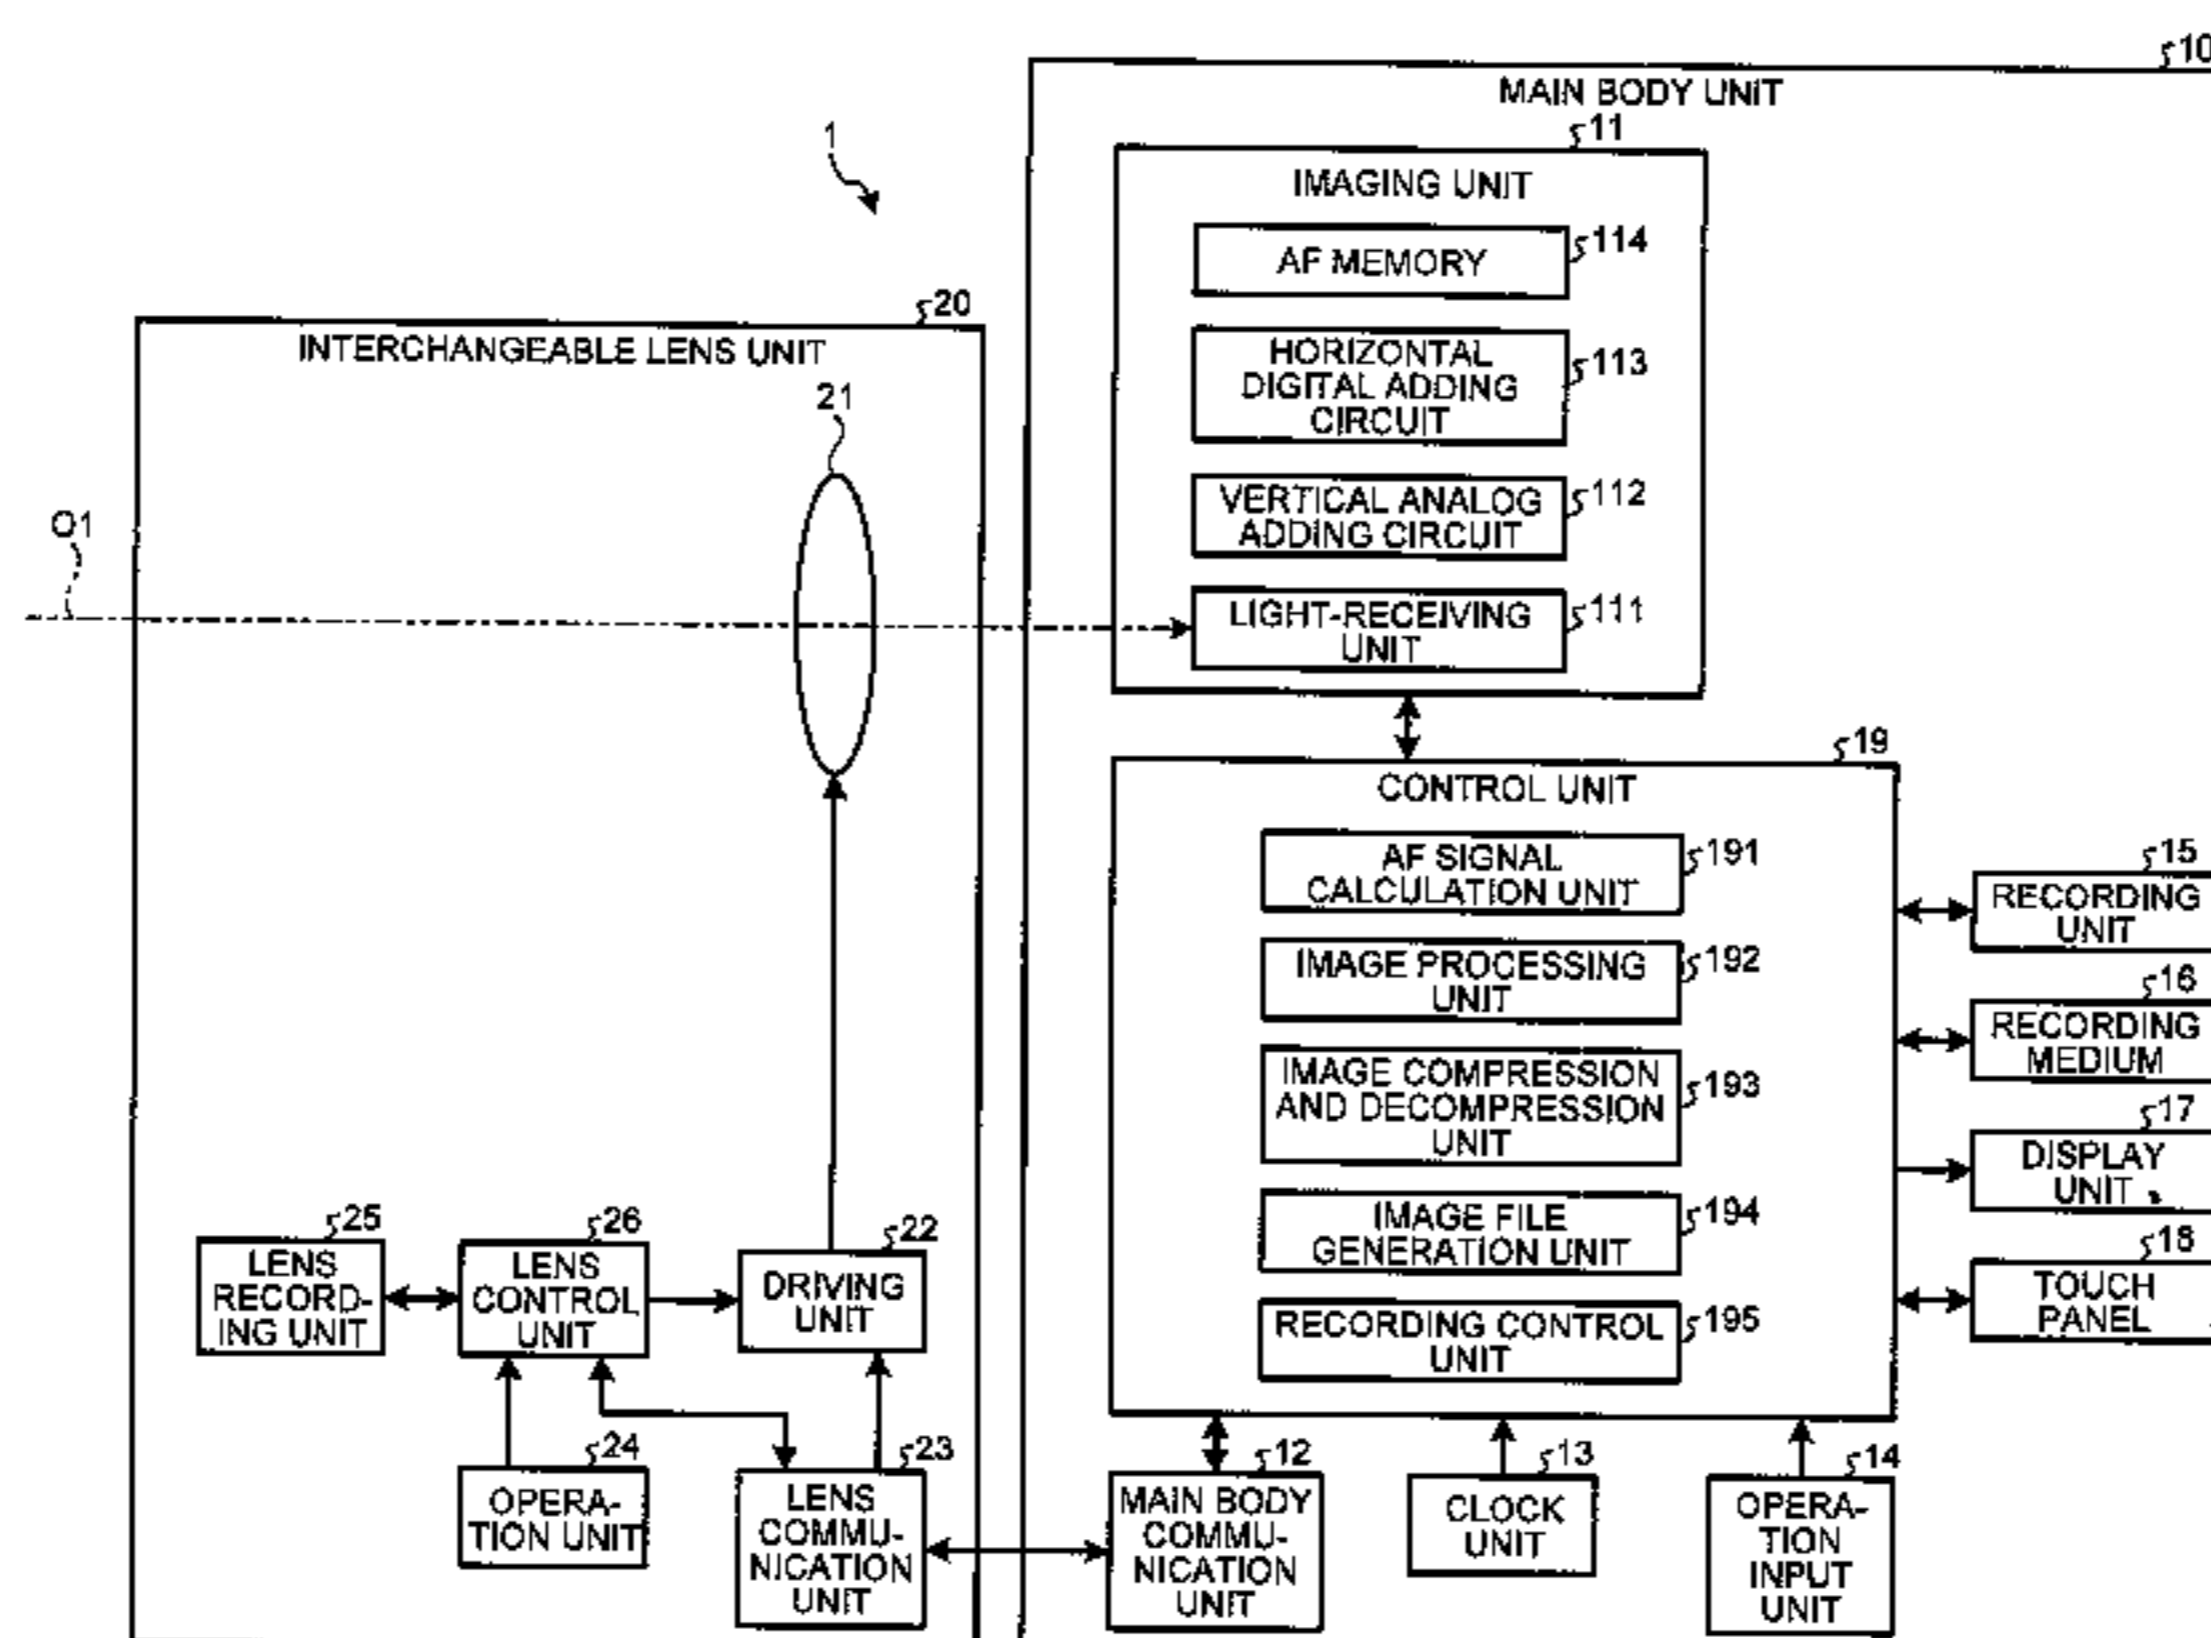 10
MAIN BODY UNIT
1
11
IMAGING UNIT
AF MEMORY
114
20
INTERCHANGEABLE LENS UNIT
HORIZONTAL
DIGITAL ADDING
CIRCUIT
113
21
VERTICAL ANALOG
ADDING CIRCUIT
112
O1
LIGHT-RECEIVING
UNIT
111
19
CONTROL UNIT
AF SIGNAL
CALCULATION UNIT
191
15
RECORDING
UNIT
IMAGE PROCESSING
UNIT
192
16
RECORDING
MEDIUM
IMAGE COMPRESSION
AND DECOMPRESSION
UNIT
193
17
DISPLAY
UNIT
IMAGE FILE
GENERATION UNIT
194
18
TOUCH
PANEL
RECORDING CONTROL
UNIT
195
25
LENS
RECORD-
ING UNIT
26
LENS
CONTROL
UNIT
22
DRIVING
UNIT
24
OPERA-
TION UNIT
23
LENS
COMMU-
NICATION
UNIT
12
MAIN BODY
COMMU-
NICATION
UNIT
13
CLOCK
UNIT
14
OPERA-
TION
INPUT
UNIT